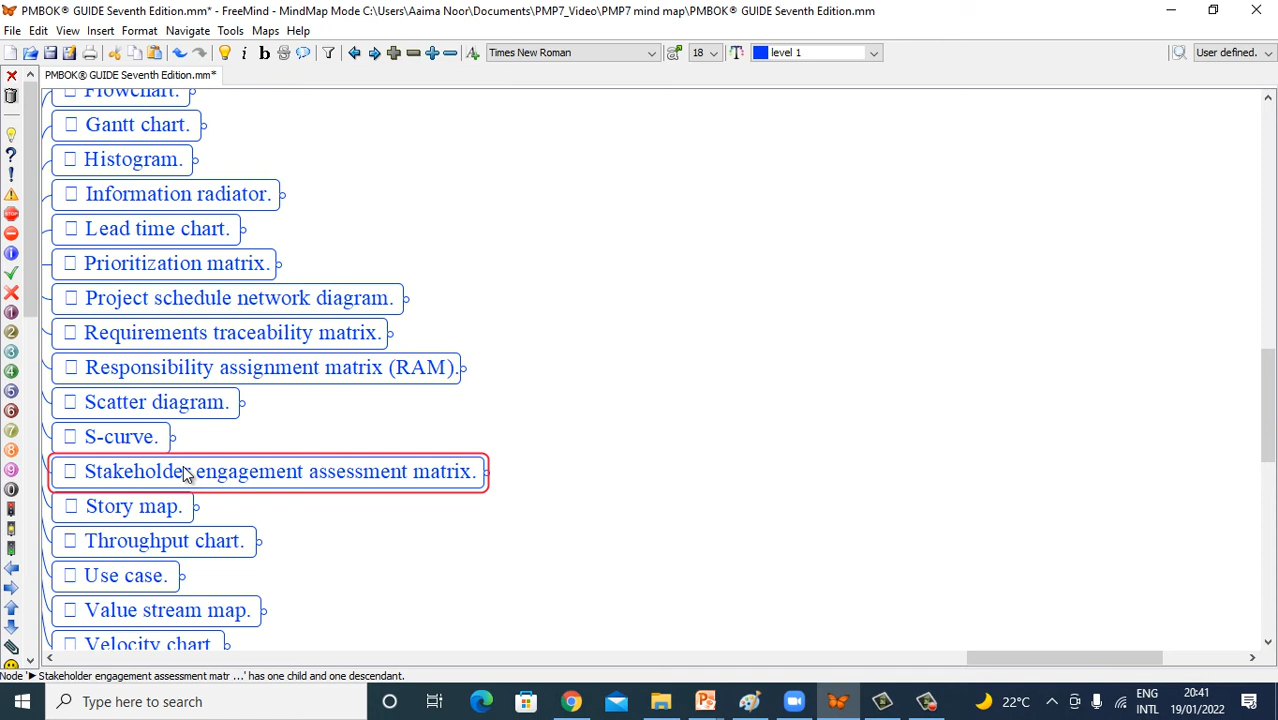 PMBOK® GUIDE Seventh Edition.mm* - FreeMind - MindMap Mode C:\Users\Aaima Noor\Documents\PMP7_Video\PMP7 mind map\PMBOK® GUIDE Seventh Edition.mm
File Edit View Insert Format Navigate Tools Maps Help
Times New Roman 18 level 1 User defined.
PMBOK® GUIDE Seventh Edition.mm*
Flowchart.
Gantt chart.
Histogram.
Information radiator.
Lead time chart.
Prioritization matrix.
Project schedule network diagram.
Requirements traceability matrix.
Responsibility assignment matrix (RAM).
Scatter diagram.
S-curve.
Stakeholder engagement assessment matrix.
Story map.
Throughput chart.
Use case.
Value stream map.
Velocity chart
Node '▶ Stakeholder engagement assessment matr ...' has one child and one descendant.
Type here to search
22°C
ENG
INTL
20:41
19/01/2022